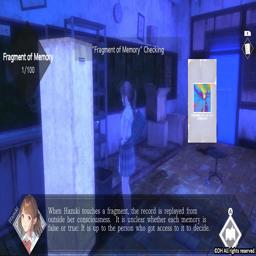 "Fragment of Memory" Checking
Fragment of Memory
1/100
Hazuki
When Hazuki touches a fragment, the record is replayed from
outside her consciousness. It is unclear whether each memory is
false or true: It is up to the person who got access to it to decide.
©DH All rights reserved